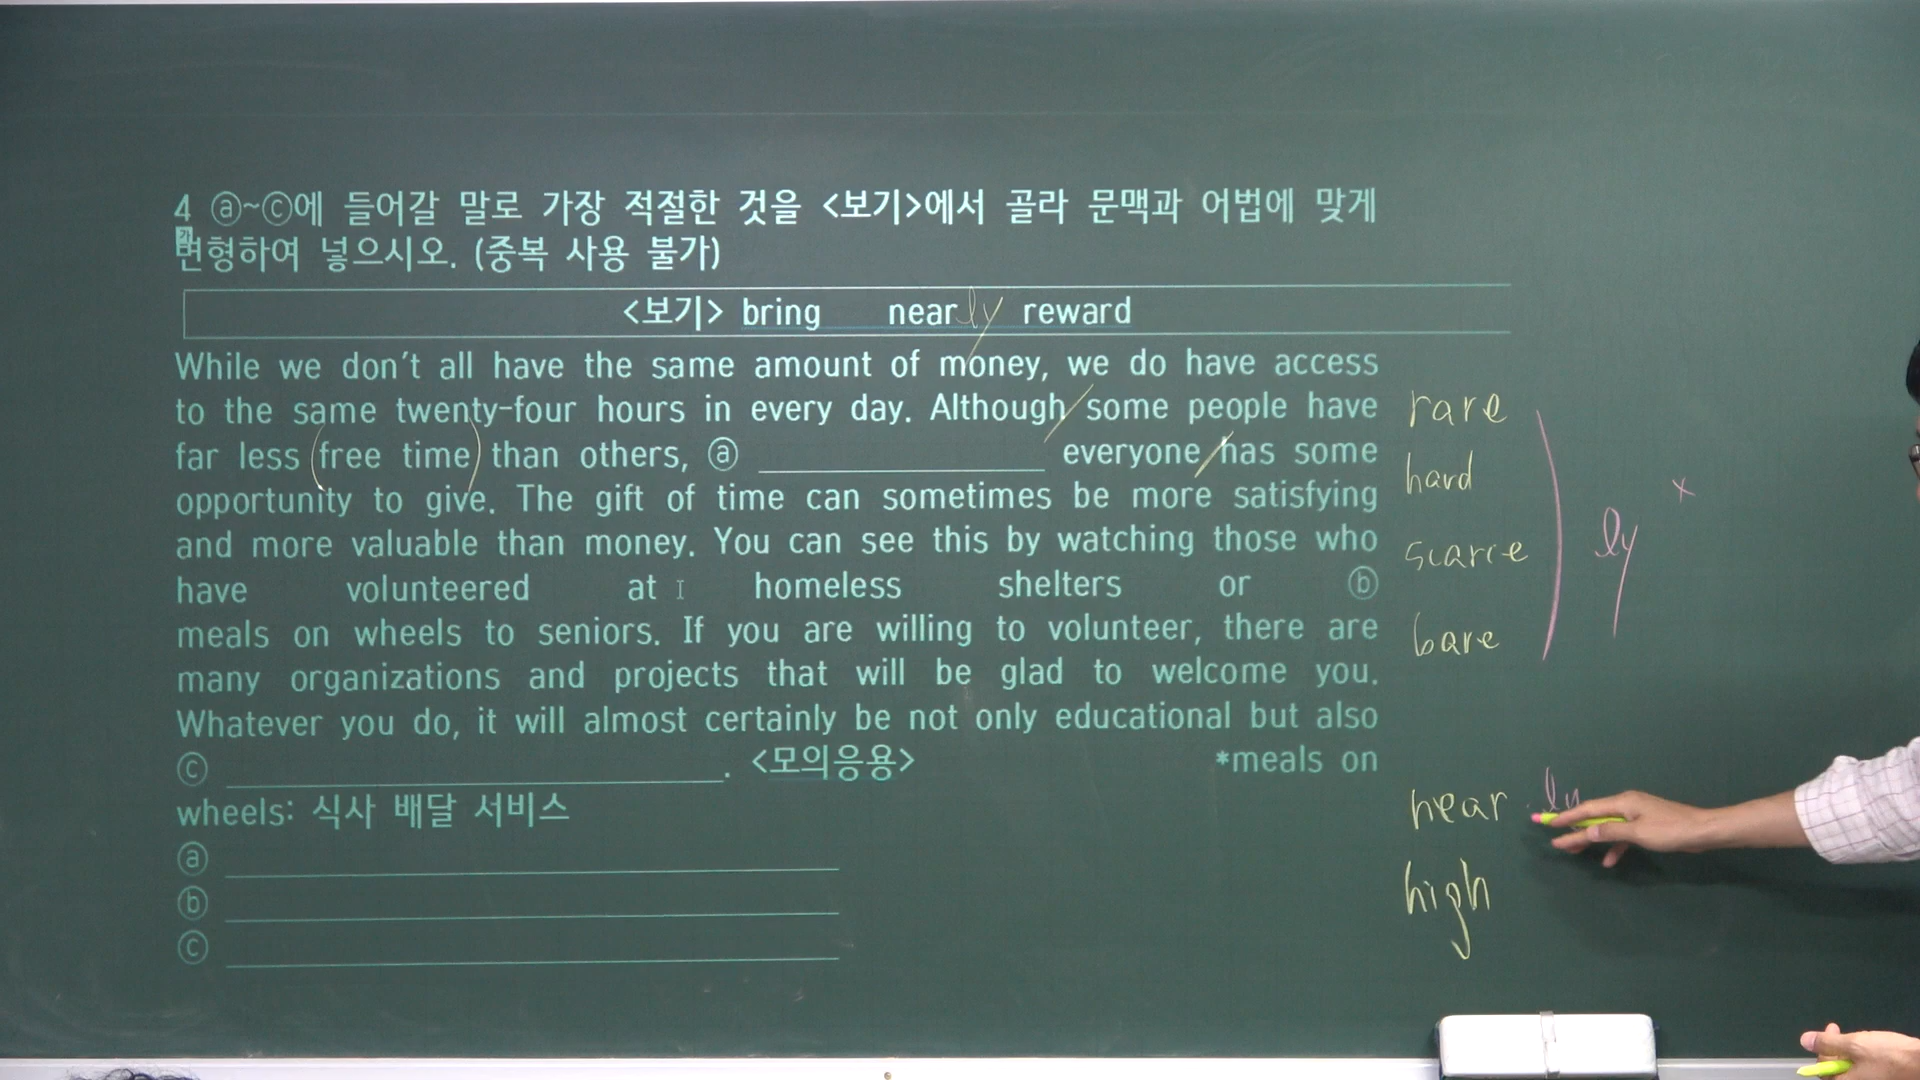 4 ⓐ~ⓒ에 들어갈 말로 가장 적절한 것을 <보기>에서 골라 문맥과 어법에 맞게
변형하여 넣으시오. (중복 사용 불가)
<보기> bring nearly reward
While we don't all have the same amount of money, we do have access
to the same twenty-four hours in every day. Although some people have
far less (free time) than others, ⓐ ____________ everyone has some
opportunity to give. The gift of time can sometimes be more satisfying
and more valuable than money. You can see this by watching those who
have volunteered at homeless shelters or ⓑ
meals on wheels to seniors. If you are willing to volunteer, there are
many organizations and projects that will be glad to welcome you.
Whatever you do, it will almost certainly be not only educational but also
ⓒ ____________. <모의응용> *meals on
wheels: 식사 배달 서비스
ⓐ ____________
ⓑ ____________
ⓒ ____________
rare
hard
scarce
bare
ly x
near ly
high